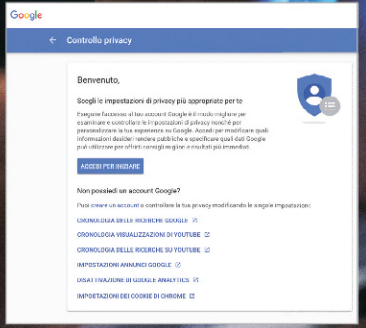 Google
Controllo privacy
Benvenuto,
Scegli le impostazioni di privacy più appropriate per te
Eseguire l'accesso al tuo account Google è il modo migliore per
esaminare e controllare le impostazioni di privacy nonché per
personalizzare la tua esperienza su Google. Accedi per modificare quali
informazioni desideri rendere pubbliche e specificare quali dati Google
può utilizzare per offrirti consigli migliori e risultati più immediati.
ACCEDI PER INIZIARE
Non possiedi un account Google?
Puoi creare un account o controllare la tua privacy modificando le singole impostazioni:
CRONOLOGIA DELLE RICERCHE GOOGLE
CRONOLOGIA VISUALIZZAZIONI DI YOUTUBE
CRONOLOGIA DELLE RICERCHE SU YOUTUBE
IMPOSTAZIONI ANNUNCI GOOGLE
DISATTIVAZIONE DI GOOGLE ANALYTICS
IMPOSTAZIONI DEI COOKIE DI CHROME